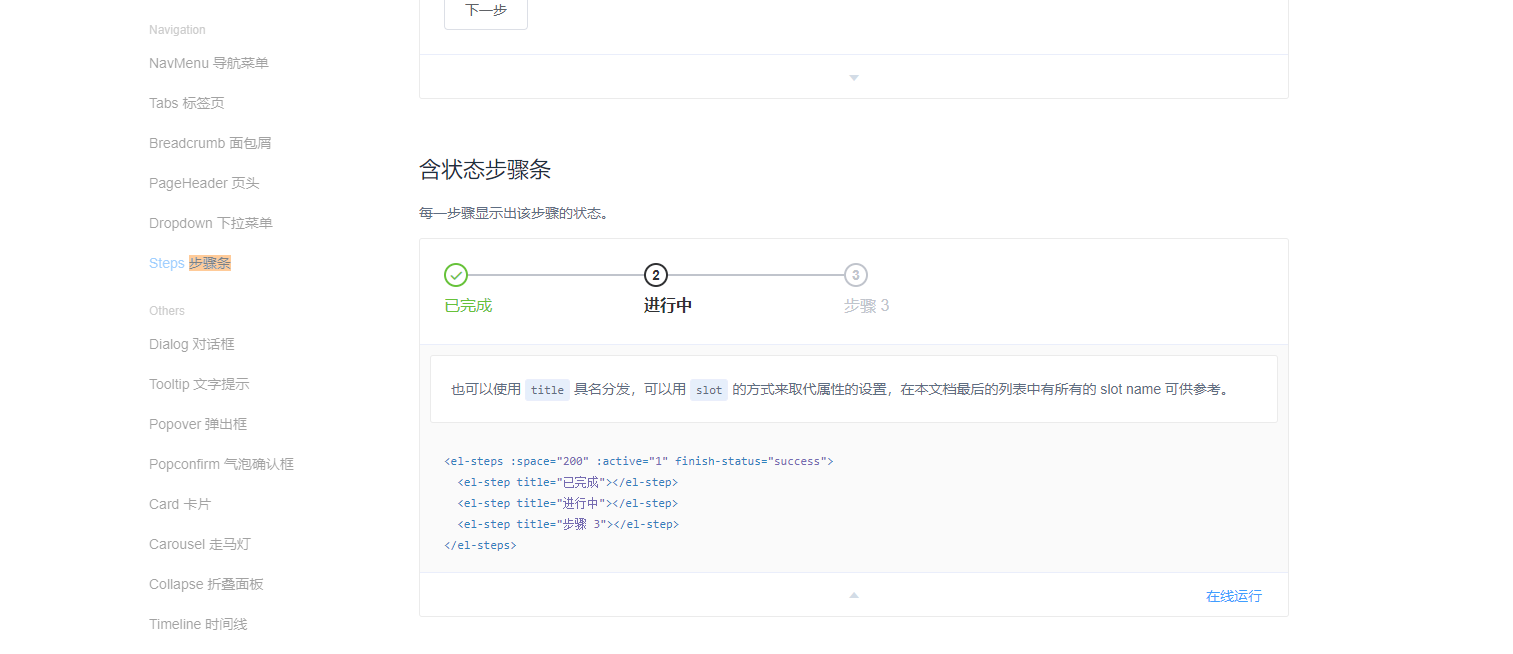 Navigation
NavMenu 导航菜单
Tabs 标签页
Breadcrumb 面包屑
PageHeader 页头
Dropdown 下拉菜单
Steps 步骤条
Others
Dialog 对话框
Tooltip 文字提示
Popover 弹出框
Popconfirm 气泡确认框
Card 卡片
Carousel 走马灯
Collapse 折叠面板
Timeline 时间线
下一步
含状态步骤条
每一步骤显示出该步骤的状态。
2
3
已完成
进行中
步骤 3
也可以使用 title 具名分发，可以用 slot 的方式来取代属性的设置，在本文档最后的列表中有所有的 slot name 可供参考。
<el-steps :space="200" :active="1" finish-status="success">
  <el-step title="已完成"></el-step>
  <el-step title="进行中"></el-step>
  <el-step title="步骤 3"></el-step>
</el-steps>
在线运行